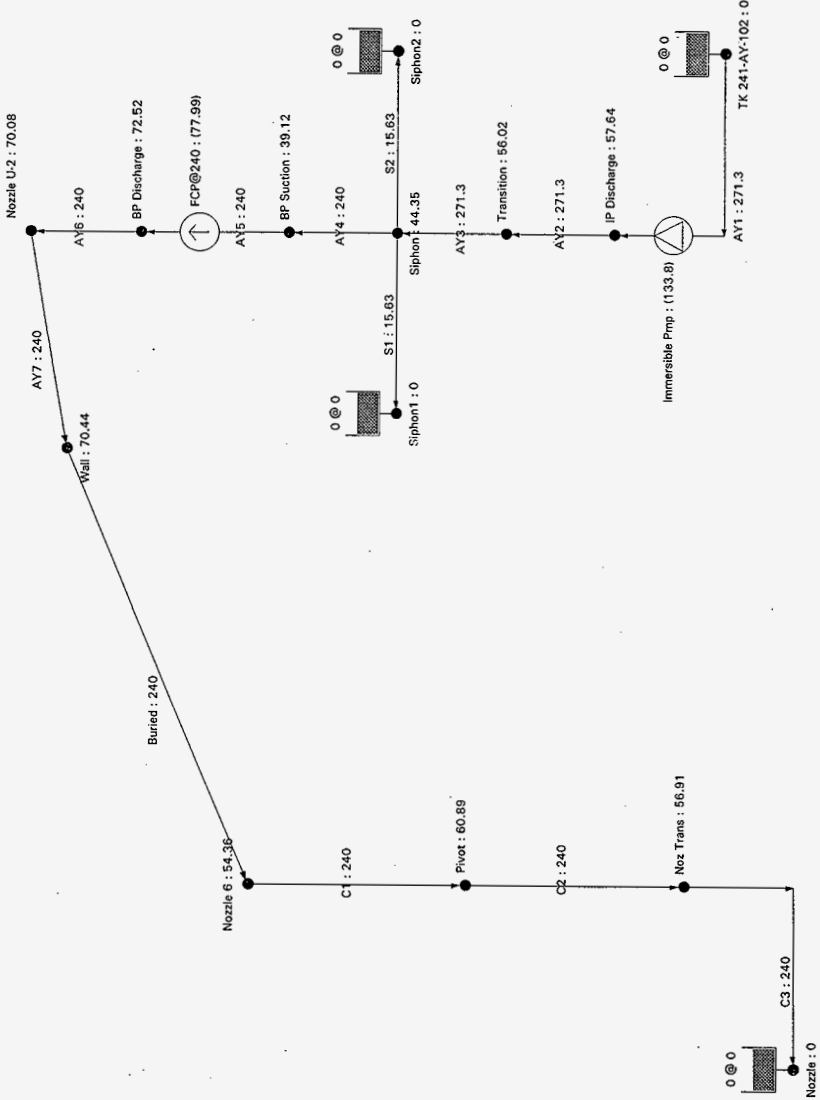 Nozzle U-2 : 70.08
AY6 : 240
BP Discharge : 72.52
FCP@240 : (77.99)
AY5 : 240
BP Suction : 39.12
AY4 : 240
Siphon : 44.35
AY3 : 271.3
Transition : 56.02
AY2 : 271.3
IP Discharge : 57.64
Immersible Pmp : (133.8)
AY1 : 271.3
TK 241-AY-102 : 0
0 @ 0
S2 : 15.63
0 @ 0
Siphon2 : 0
S1 : 15.63
0 @ 0
Siphon1 : 0
AY7 : 240
Wall : 70.44
Buried : 240
Nozzle 6 : 54.36
C1 : 240
Pivot : 60.89
C2 : 240
Noz Trans : 56.91
C3 : 240
0 @ 0
Nozzle : 0